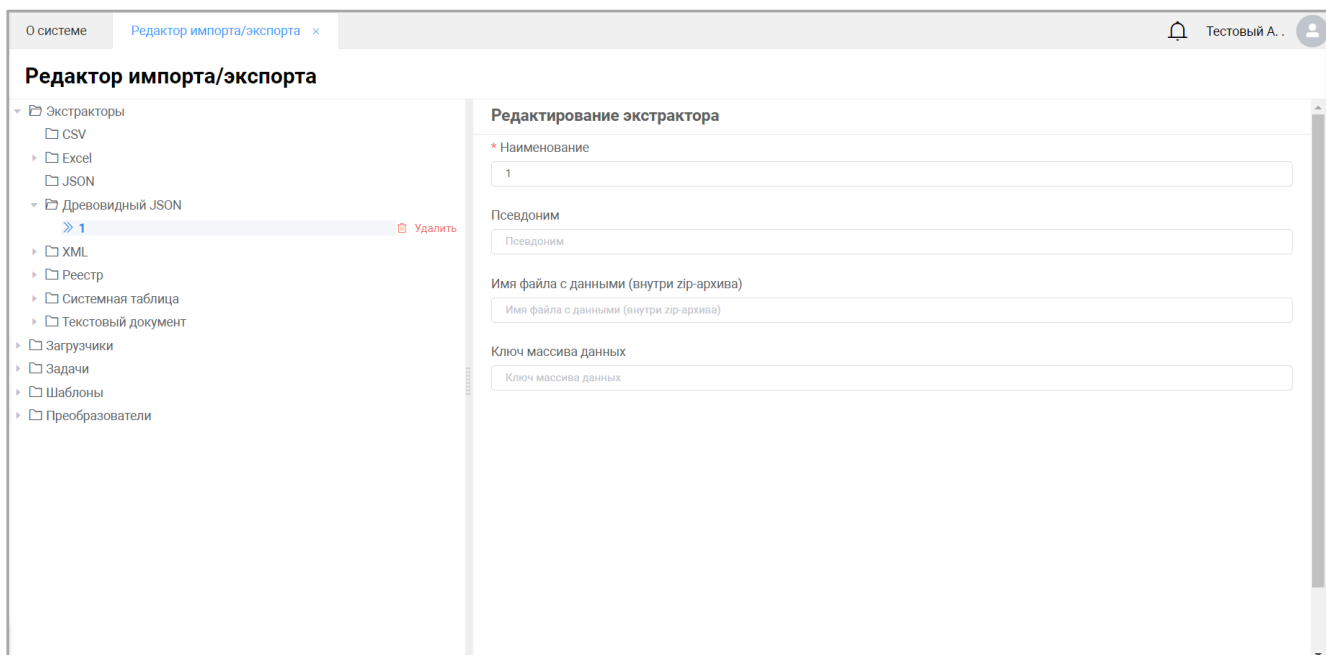 О системе
Редактор импорта/экспорта ×
Тестовый А. .
Редактор импорта/экспорта
Экстракторы
CSV
Excel
JSON
Древовидный JSON
1
Удалить
XML
Реестр
Системная таблица
Текстовый документ
Загрузчики
Задачи
Шаблоны
Преобразователи
Редактирование экстрактора
* Наименование
1
Псевдоним
Псевдоним
Имя файла с данными (внутри zip-архива)
Имя файла с данными (внутри zip-архива)
Ключ массива данных
Ключ массива данных